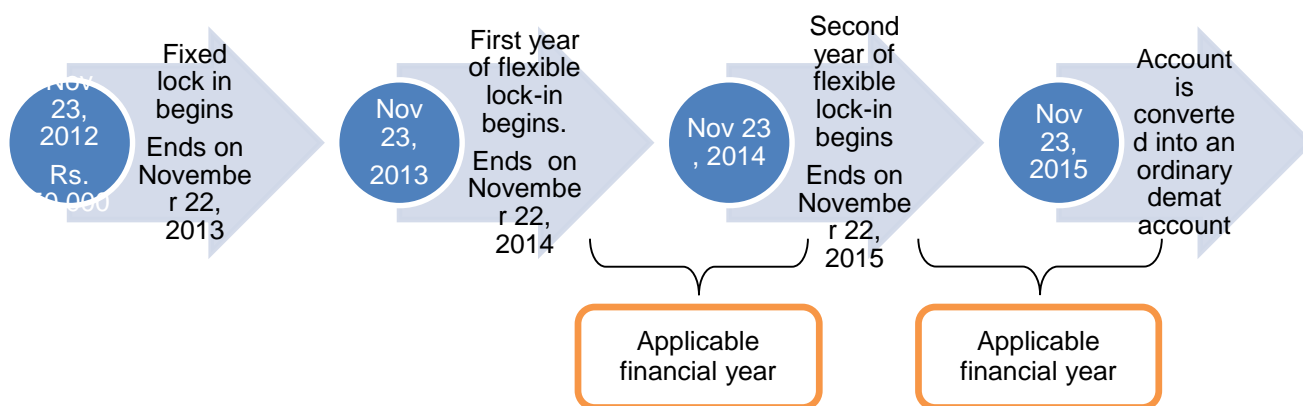 Nov
23,
2012
Rs.
Fixed
lock in
begins
Ends on
Novembe
r 22,
2013
Nov
23,
2013
First year
of flexible
lock-in
begins.
Ends on
Novembe
r 22,
2014
Nov 23
, 2014
Second
year of
flexible
lock-in
begins
Ends on
Novembe
r 22,
2015
Nov
23,
2015
Account
is
converte
d into an
ordinary
demat
account
Applicable
financial year
Applicable
financial year